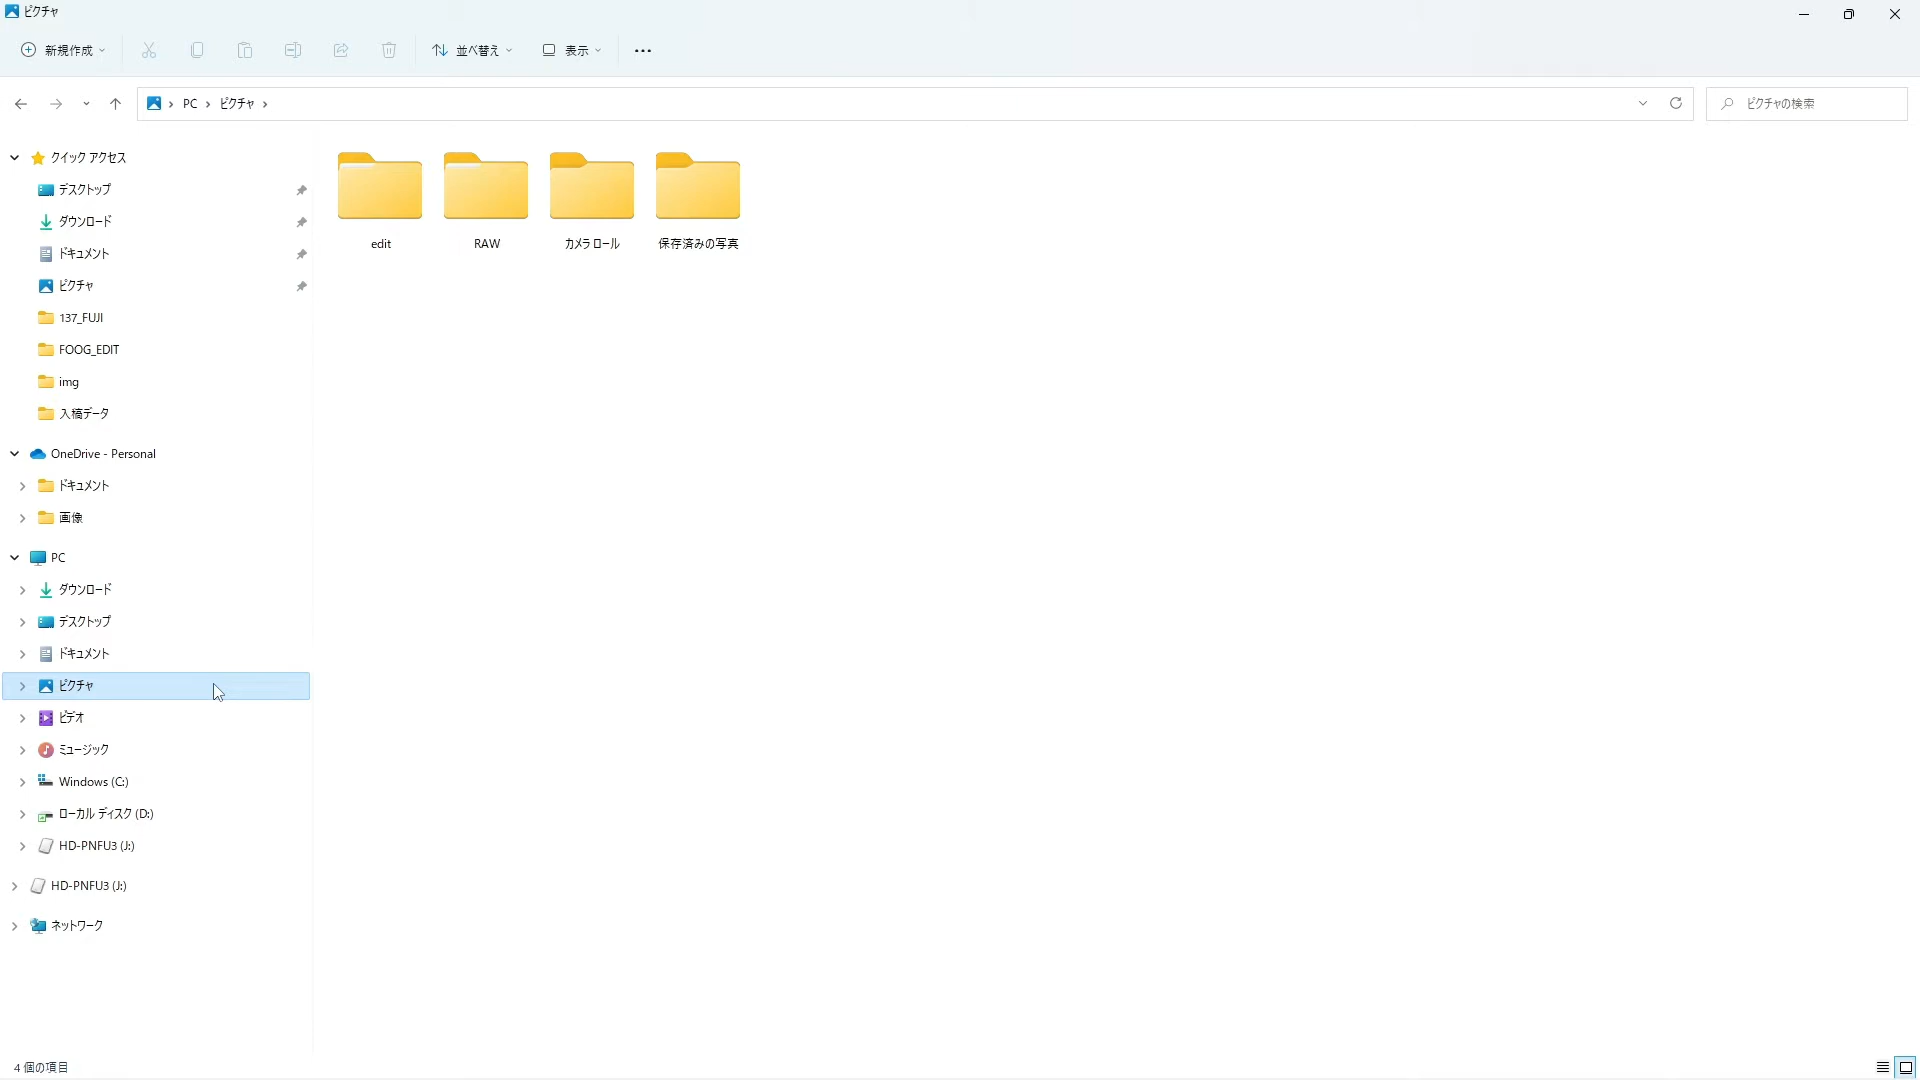 ピクチャ
新規作成
並べ替え
表示
PC
ピクチャ
ピクチャの検索
クイック アクセス
デスクトップ
ダウンロード
ドキュメント
ピクチャ
137_FUJI
FOOG_EDIT
img
入稿データ
OneDrive - Personal
ドキュメント
画像
PC
ダウンロード
デスクトップ
ドキュメント
ピクチャ
ビデオ
ミュージック
Windows (C:)
ローカル ディスク (D:)
HD-PNFU3 (J:)
HD-PNFU3 (J:)
ネットワーク
edit
RAW
カメラ ロール
保存済みの写真
4 個の項目